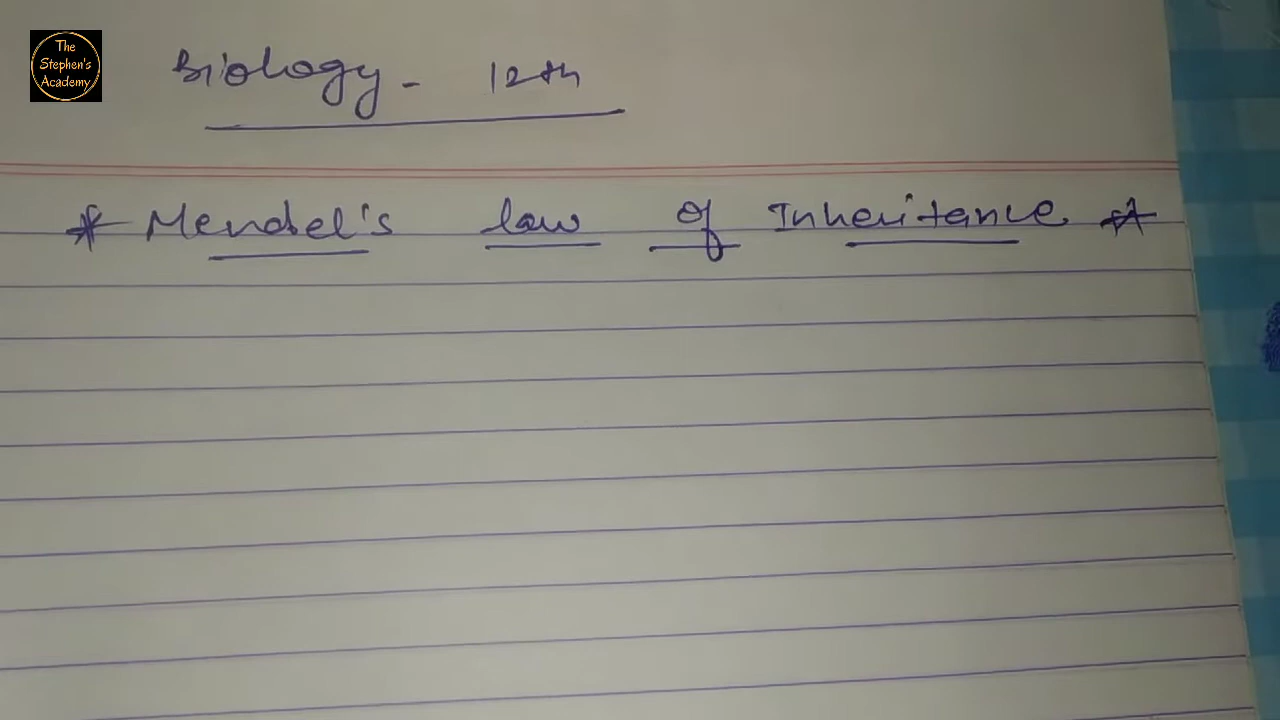 The
Stephen's
Academy
Biology - 12th
* Mendel's law of Inheritance *